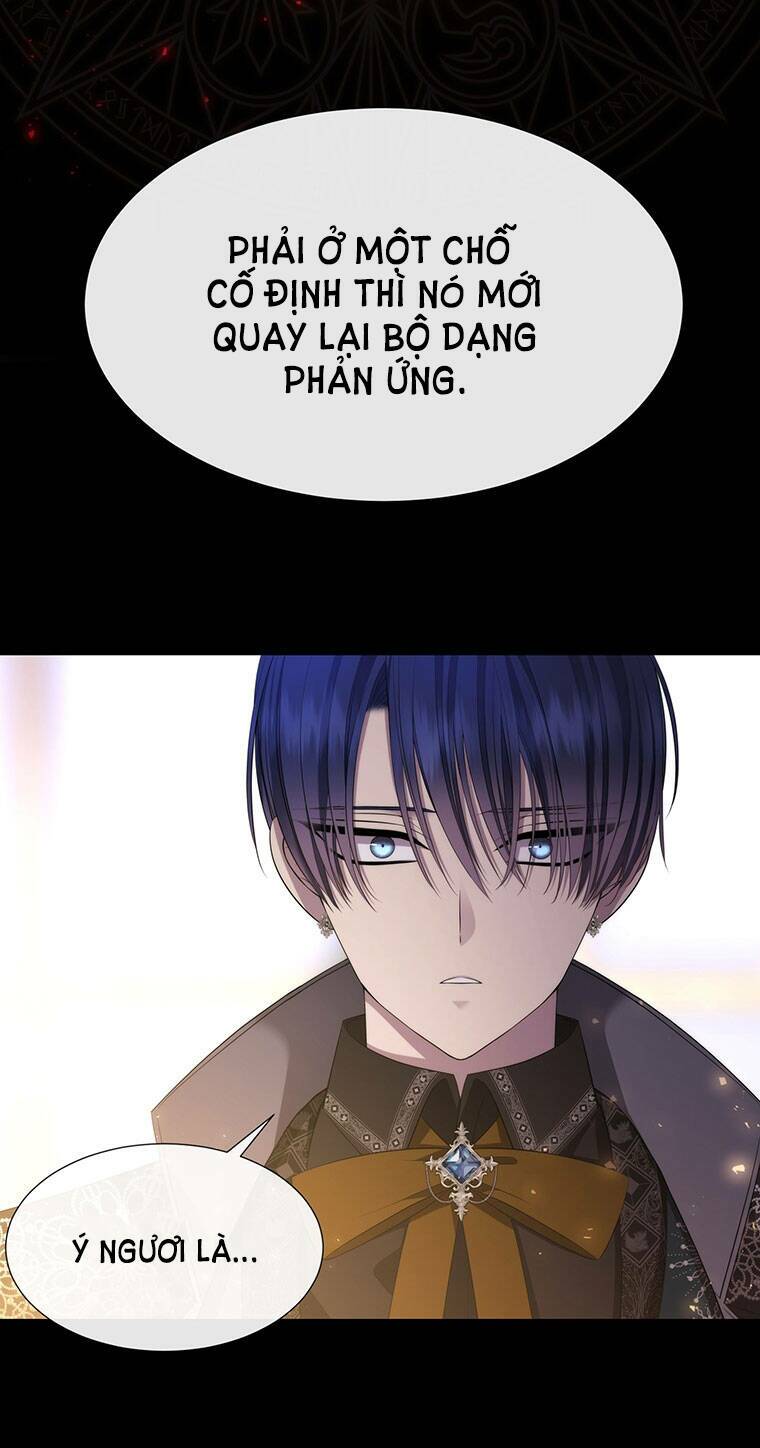 PHẢI Ở MỘT CHỖ
CỐ ĐỊNH THÌ NÓ MỚI
QUAY LẠI BỘ DẠNG
PHẢN ỨNG.
Ý NGƯƠI LÀ...